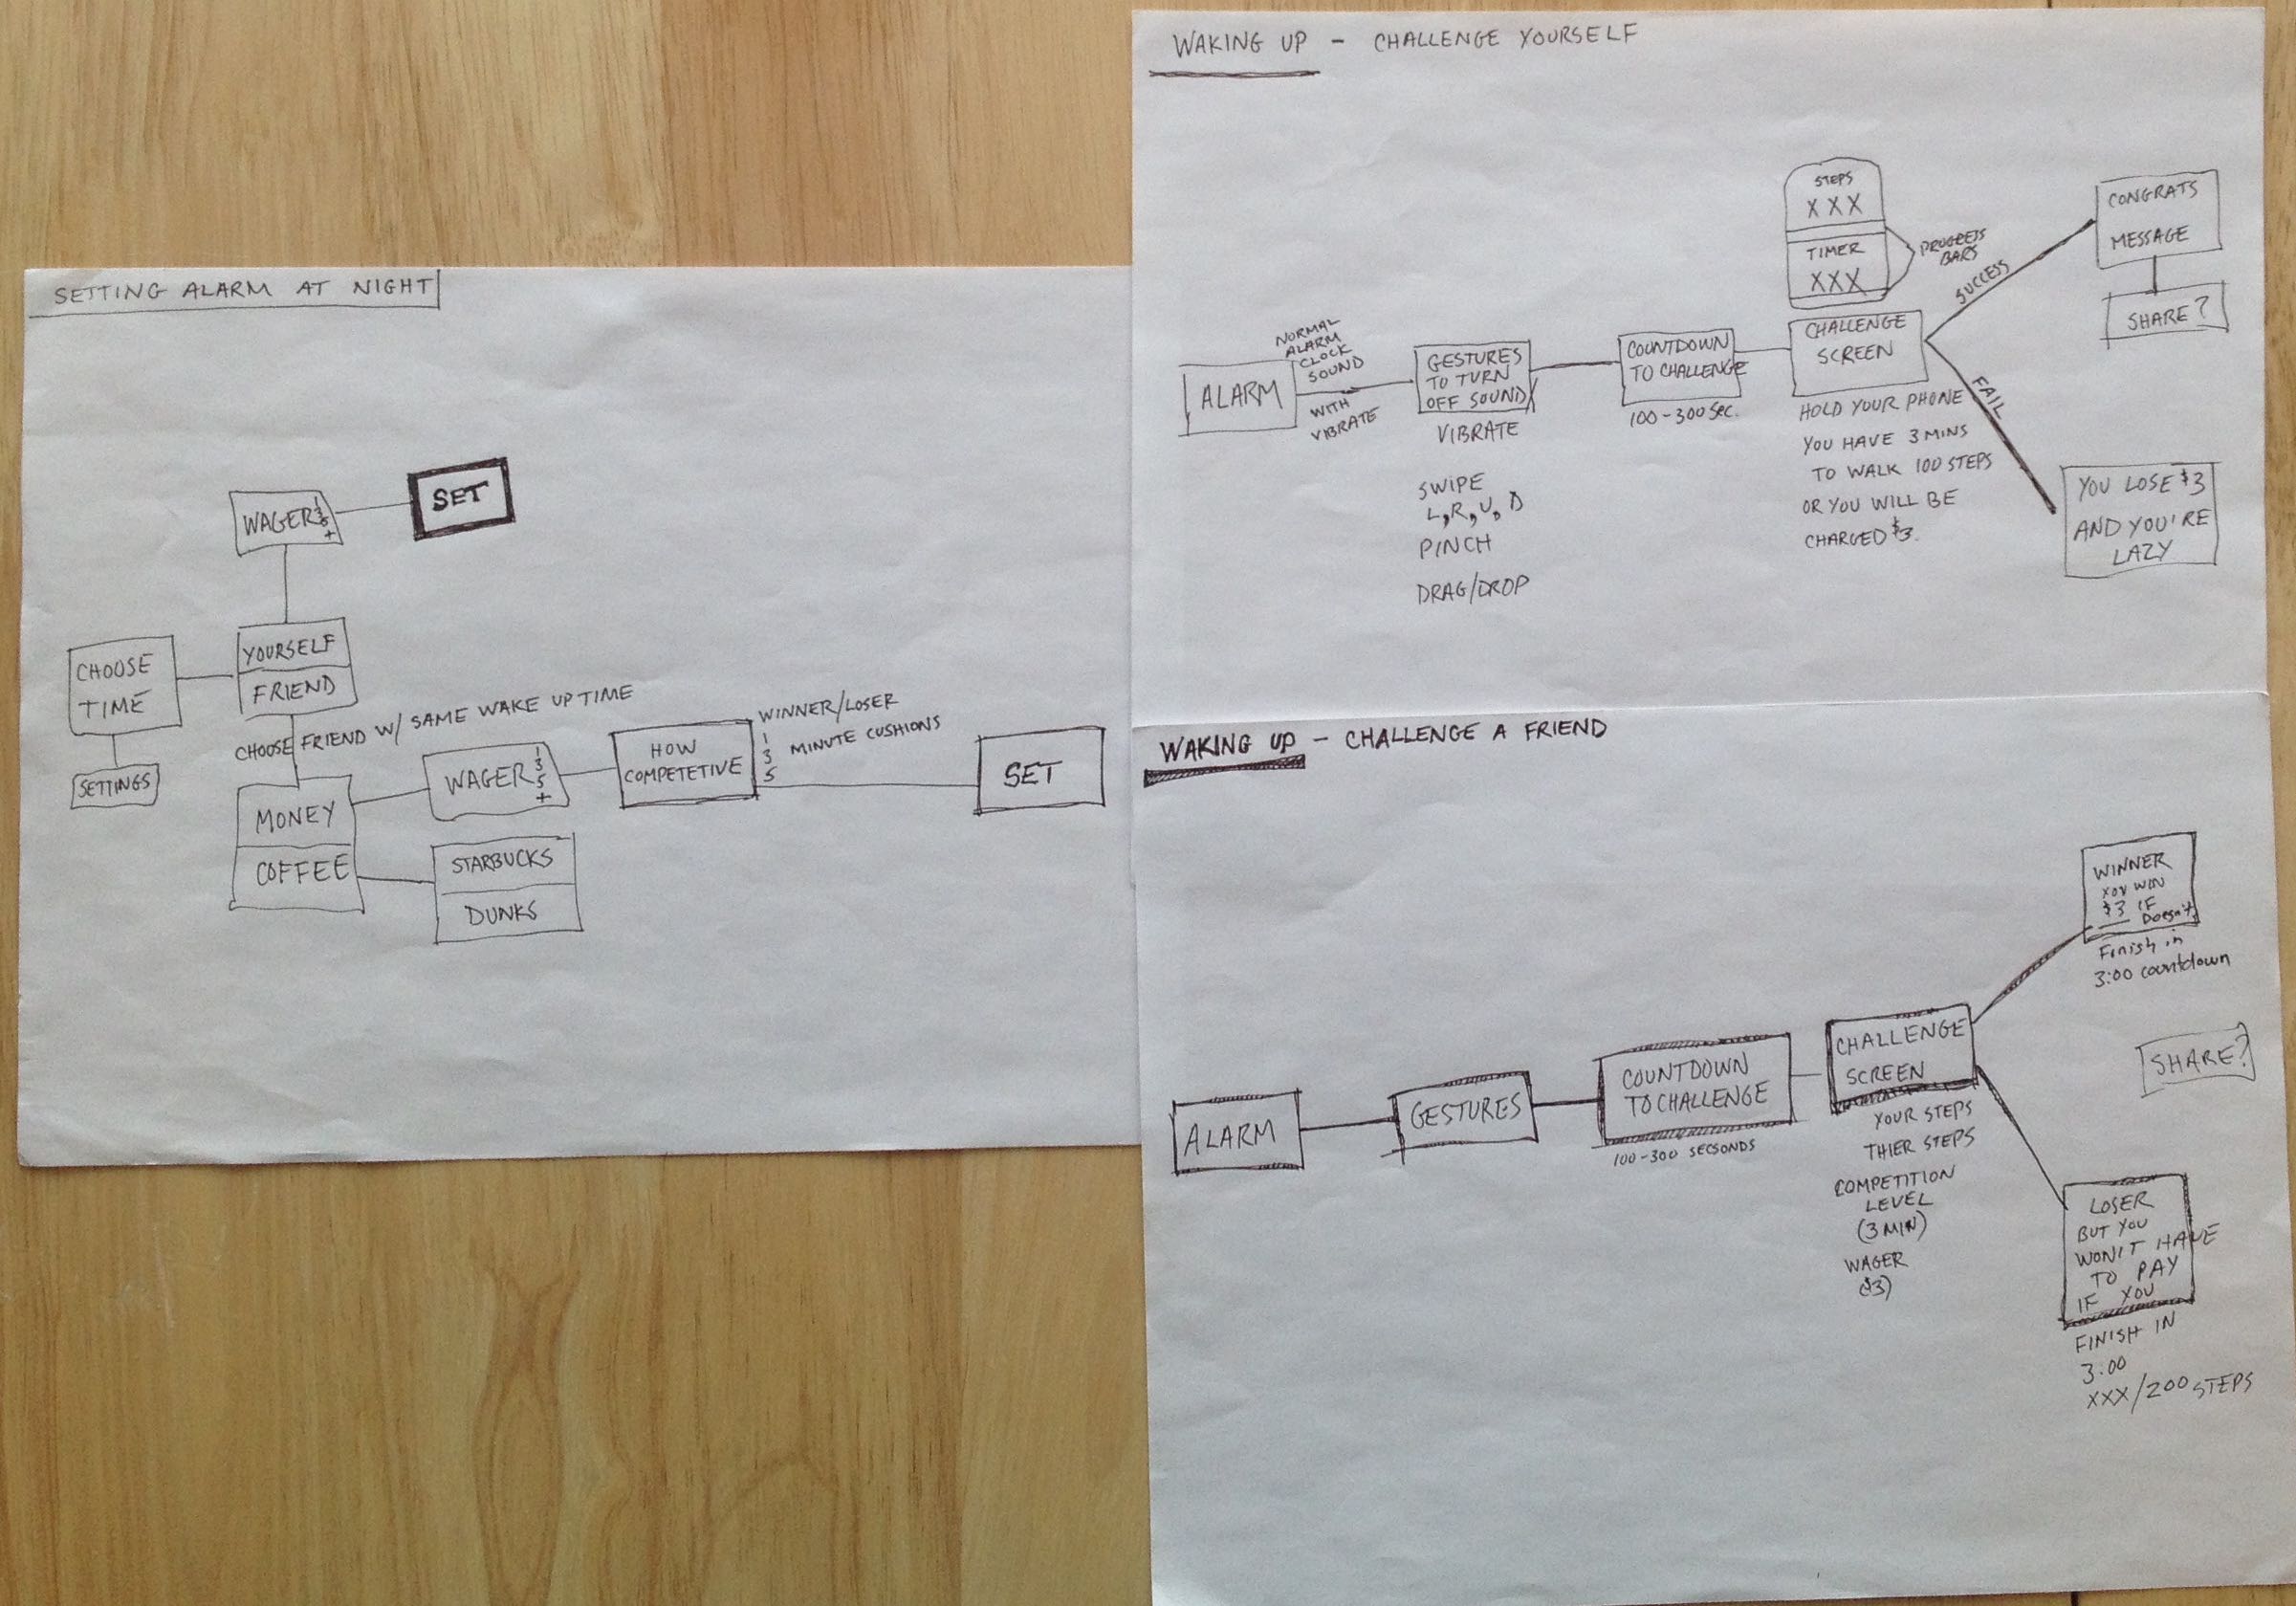 SETTING ALARM AT NIGHT
WAGER 1
3
5
+
SET
CHOOSE
TIME
SETTINGS
YOURSELF
FRIEND
CHOOSE FRIEND W/ SAME WAKE UP TIME
MONEY
COFFEE
WAGER 1
3
5
+
STARBUCKS
DUNKS
HOW
COMPETETIVE
WINNER/LOSER
1
3 MINUTE CUSHIONS
5
SET
WAKING UP - CHALLENGE YOURSELF
ALARM
NORMAL
ALARM
CLOCK
SOUND
WITH
VIBRATE
GESTURES
TO TURN
OFF SOUND/
VIBRATE
SWIPE
L, R, U, D
PINCH
DRAG/DROP
COUNTDOWN
TO CHALLENGE
100-300 SEC.
STEPS
XXX
TIMER
XXX
PROGRESS
BARS
CHALLENGE
SCREEN
HOLD YOUR PHONE
YOU HAVE 3 MINS
TO WALK 100 STEPS
OR YOU WILL BE
CHARGED $3.
SUCCESS
FAIL
CONGRATS
MESSAGE
SHARE?
YOU LOSE $3
AND YOU'RE
LAZY
WAKING UP - CHALLENGE A FRIEND
ALARM
GESTURES
COUNTDOWN
TO CHALLENGE
100-300 SECSONDS
CHALLENGE
SCREEN
YOUR STEPS
THIER STEPS
COMPETITION
LEVEL
(3 MIN)
WAGER
($3)
WINNER
YOU WIN
$3 IF
___ Doesn't
Finish in
3:00 countdown
SHARE?
LOSER
BUT YOU
WON'T HAVE
TO PAY
IF YOU
FINISH IN
3:00
XXX/200 STEPS